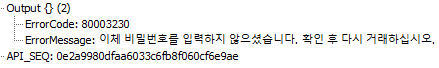 Output {} (2)
ErrorCode: 80003230
ErrorMessage: 이체 비밀번호를 입력하지 않으셨습니다. 확인 후 다시 거래하십시오.
API_SEQ: 0e2a9980dfaa6033c6fb8f060cf6e9ae